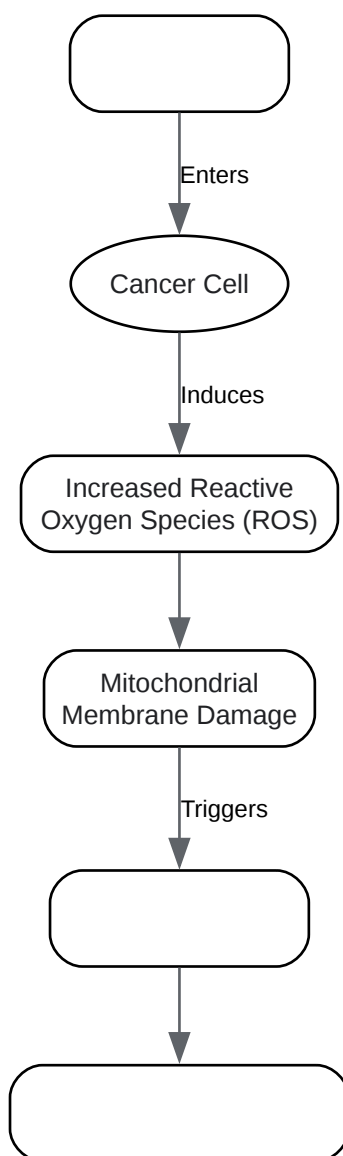 Enters
Cancer Cell
Induces
Increased Reactive
Oxygen Species (ROS)
Mitochondrial
Membrane Damage
Triggers